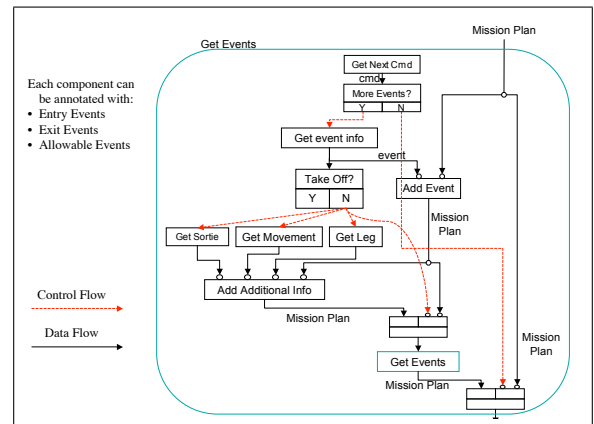 Mission Plan
Get Events
Get Next Cmd
cmd
More Events?
Y N
Each component can
be annotated with:
• Entry Events
• Exit Events
• Allowable Events
Get event info
event
Take Off?
Y N
Add Event
Mission
Plan
Get Sortie
Get Movement
Get Leg
Add Additional Info
Control Flow
Mission Plan
Data Flow
Mission
Plan
Get Events
Mission Plan